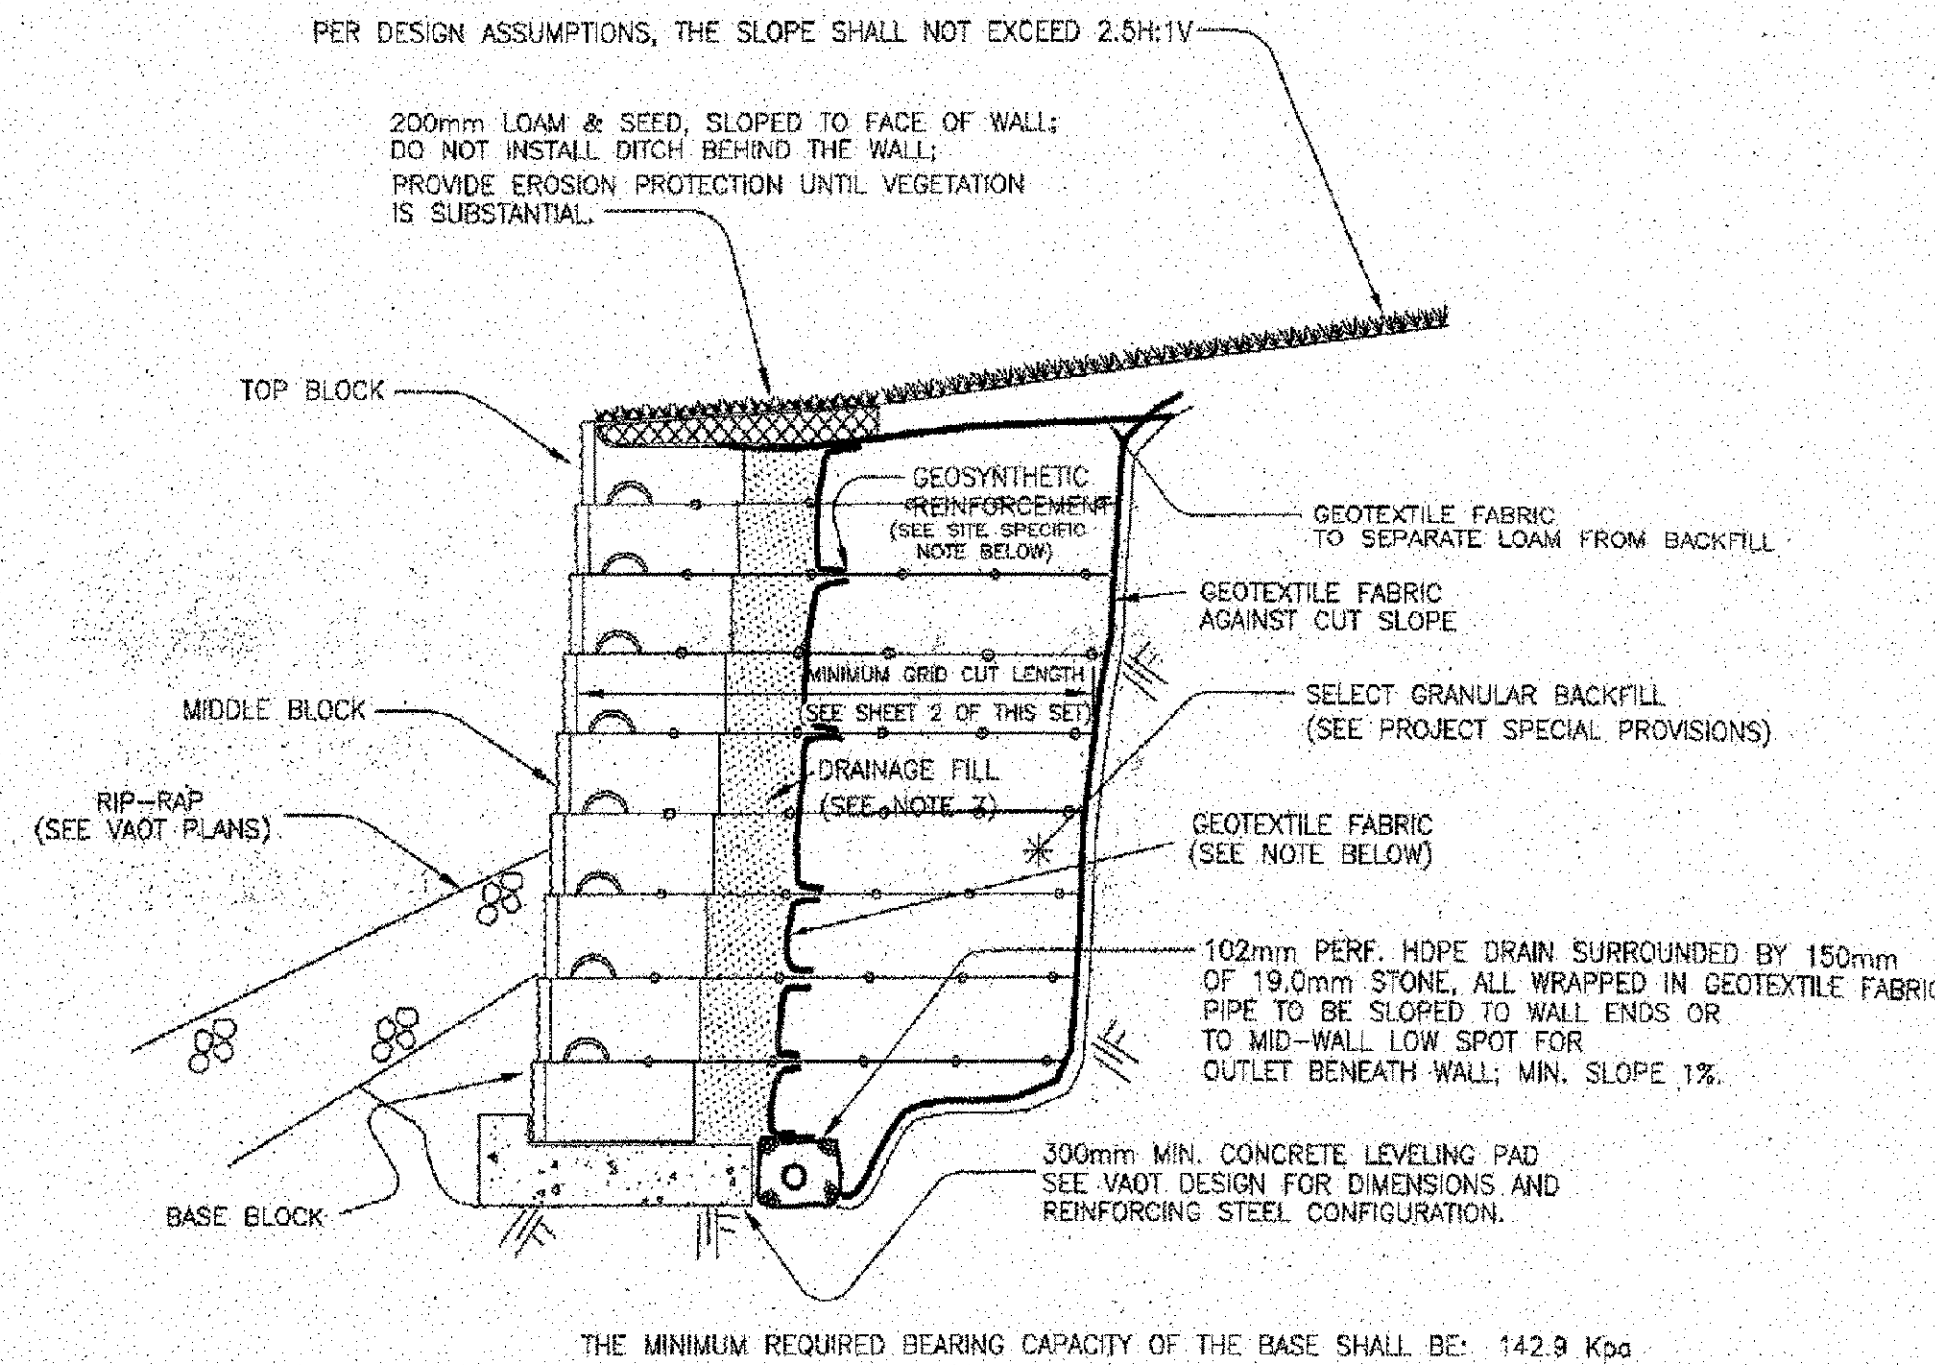 PER DESIGN ASSUMPTIONS, THE SLOPE SHALL NOT EXCEED 2.5H:1V
200mm LOAM & SEED, SLOPED TO FACE OF WALL;
DO NOT INSTALL DITCH BEHIND THE WALL;
PROVIDE EROSION PROTECTION UNTIL VEGETATION
IS SUBSTANTIAL.
TOP BLOCK
GEOSYNTHETIC
REINFORCEMENT
(SEE SITE SPECIFIC
NOTE BELOW)
GEOTEXTILE FABRIC
TO SEPARATE LOAM FROM BACKFILL
GEOTEXTILE FABRIC
AGAINST CUT SLOPE
MINIMUM GRID CUT LENGTH
(SEE SHEET 2 OF THIS SET)
SELECT GRANULAR BACKFILL
(SEE PROJECT SPECIAL PROVISIONS)
MIDDLE BLOCK
DRAINAGE FILL
(SEE NOTE 7)
RIP-RAP
(SEE VAOT PLANS)
GEOTEXTILE FABRIC
(SEE NOTE BELOW)
102mm PERF. HDPE DRAIN SURROUNDED BY 150mm
OF 19.0mm STONE, ALL WRAPPED IN GEOTEXTILE FABRIC
PIPE TO BE SLOPED TO WALL ENDS OR
TO MID-WALL LOW SPOT FOR
OUTLET BENEATH WALL; MIN. SLOPE 1%.
300mm MIN. CONCRETE LEVELING PAD
SEE VAOT DESIGN FOR DIMENSIONS AND
REINFORCING STEEL CONFIGURATION.
BASE BLOCK
THE MINIMUM REQUIRED BEARING CAPACITY OF THE BASE SHALL BE: 142.9 Kpa